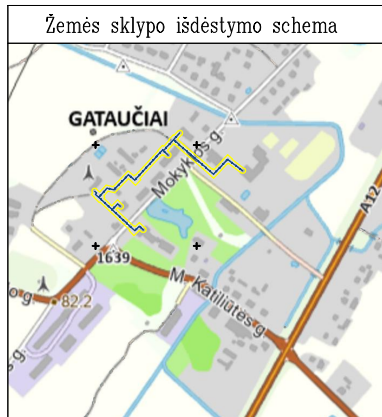 Žemės sklypo išdėstymo schema
GATAUČIAI
Mokyklos g.
A12
1639
M. Katiliūtės g.
o g.
82.2
s g.